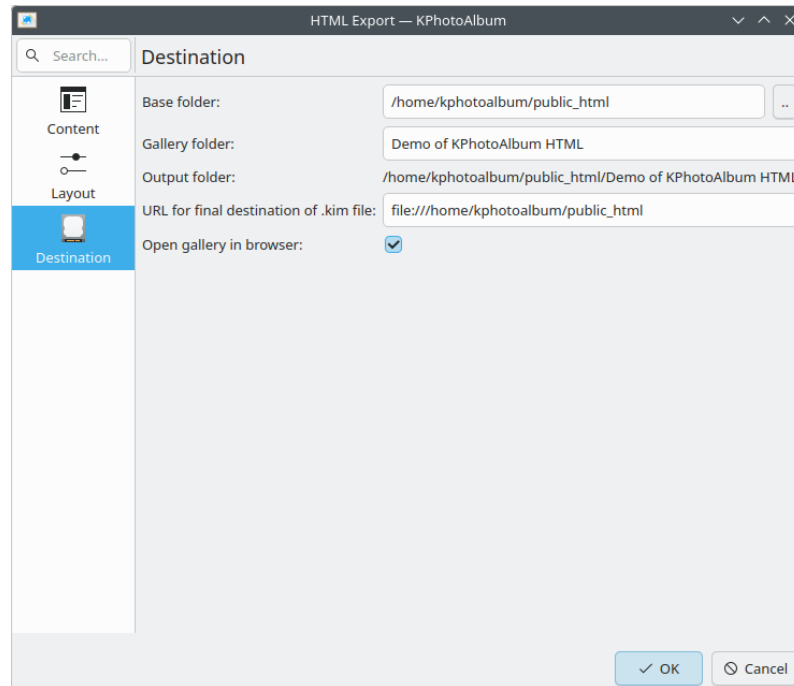 HTML Export — KPhotoAlbum
Search...
Destination
Content
Layout
Destination
Base folder: /home/kphotoalbum/public_html ..
Gallery folder: Demo of KPhotoAlbum HTML
Output folder: /home/kphotoalbum/public_html/Demo of KPhotoAlbum HTML
URL for final destination of .kim file: file:///home/kphotoalbum/public_html
Open gallery in browser:
OK Cancel